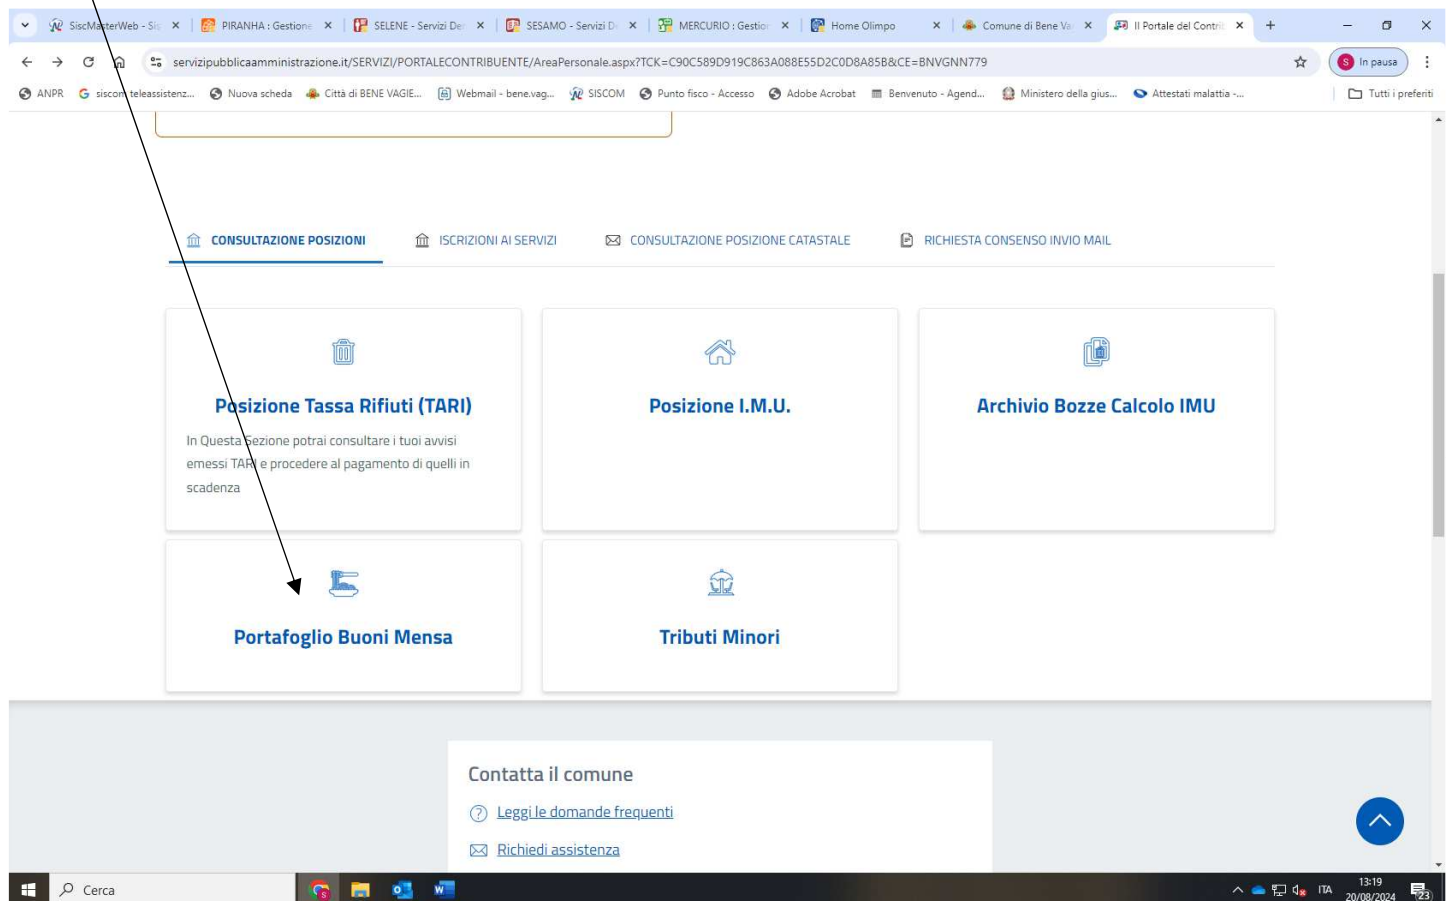 SiscMasterWeb - Sis
PIRANHA : Gestione
SELENE - Servizi De
SESAMO - Servizi D
MERCURIO : Gestion
Home Olimpo
Comune di Bene Va
Il Portale del Contri
servizipubblicaamministrazione.it/SERVIZI/PORTALECONTRIBUENTE/AreaPersonale.aspx?TCK=C90C589D919C863A088E55D2C0D8A85B&CE=BNVGNN779
S In pausa
ANPR
siscom teleassistenz...
Nuova scheda
Città di BENE VAGIE...
Webmail - bene.vag...
SISCOM
Punto fisco - Accesso
Adobe Acrobat
Benvenuto - Agend...
Ministero della gius...
Attestati malattia -...
Tutti i preferiti
CONSULTAZIONE POSIZIONI
ISCRIZIONI AI SERVIZI
CONSULTAZIONE POSIZIONE CATASTALE
RICHIESTA CONSENSO INVIO MAIL
Posizione Tassa Rifiuti (TARI)
In Questa Sezione potrai consultare i tuoi avvisi
emessi TARI e procedere al pagamento di quelli in
scadenza
Posizione I.M.U.
Archivio Bozze Calcolo IMU
Portafoglio Buoni Mensa
Tributi Minori
Contatta il comune
Leggi le domande frequenti
Richiedi assistenza
Cerca
ITA
13:19
20/08/2024
23